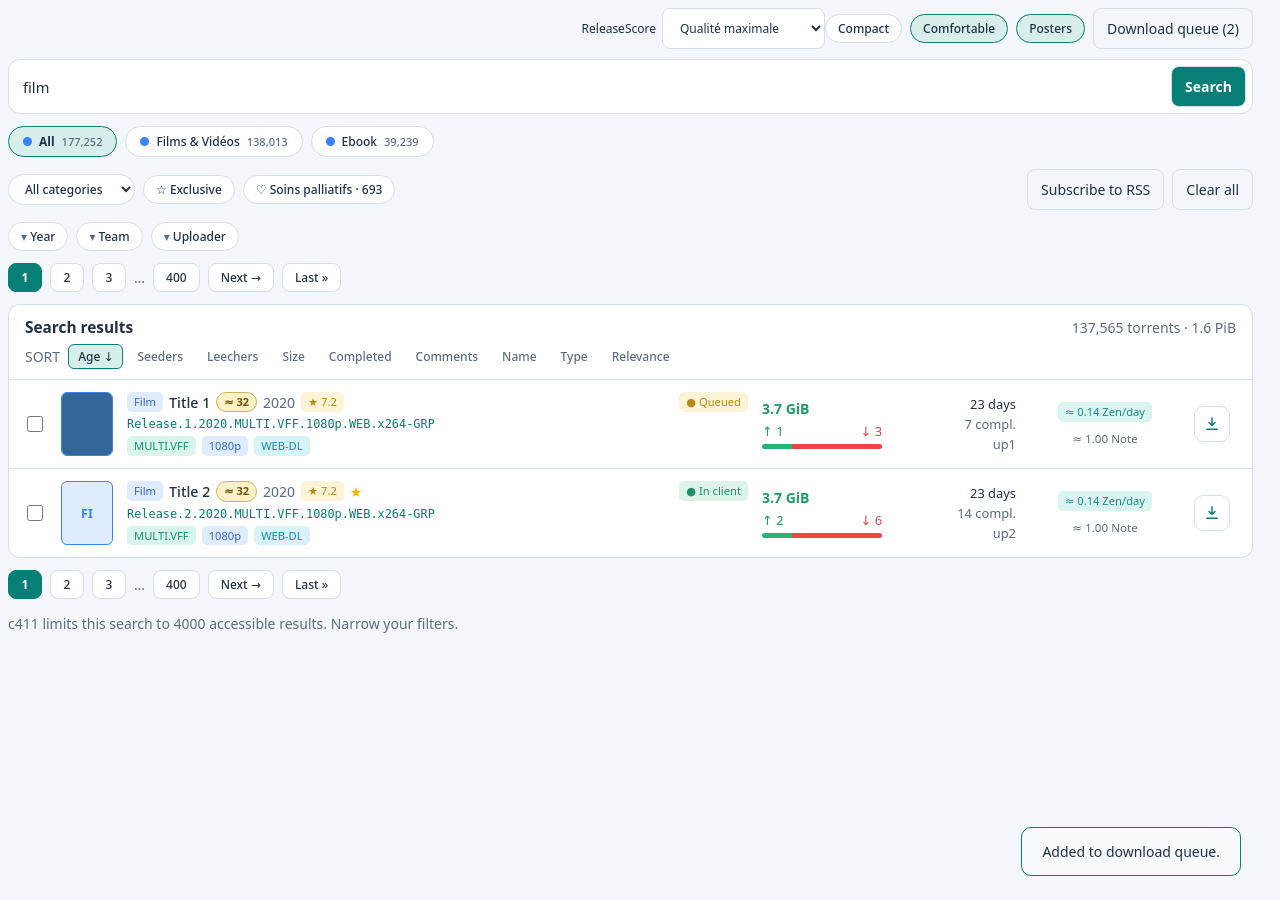 ReleaseScore Qualité maximale Compact Comfortable Posters Download queue (2)
film Search
All 177,252 Films & Vidéos 138,013 Ebook 39,239
All categories ☆ Exclusive ♡ Soins palliatifs · 693 Subscribe to RSS Clear all
▾ Year ▾ Team ▾ Uploader
1 2 3 … 400 Next → Last »
Search results 137,565 torrents · 1.6 PiB
SORT Age ↓ Seeders Leechers Size Completed Comments Name Type Relevance
Film Title 1 ≈ 32 2020 ★ 7.2 ● Queued 3.7 GiB 23 days ≈ 0.14 Zen/day
Release.1.2020.MULTI.VFF.1080p.WEB.x264-GRP ↑ 1 ↓ 3 7 compl. ≈ 1.00 Note
MULTI.VFF 1080p WEB-DL up1
FI Film Title 2 ≈ 32 2020 ★ 7.2 ★ ● In client 3.7 GiB 23 days ≈ 0.14 Zen/day
Release.2.2020.MULTI.VFF.1080p.WEB.x264-GRP ↑ 2 ↓ 6 14 compl. ≈ 1.00 Note
MULTI.VFF 1080p WEB-DL up2
1 2 3 … 400 Next → Last »
c411 limits this search to 4000 accessible results. Narrow your filters.
Added to download queue.